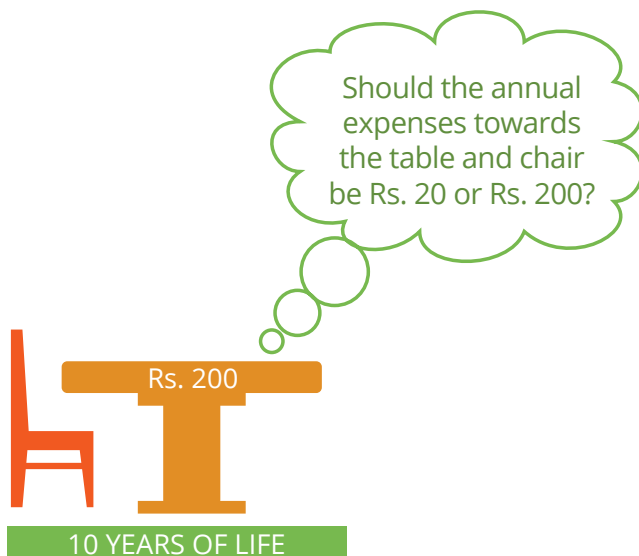 Should the annual
expenses towards
the table and chair
be Rs. 20 or Rs. 200?
Rs. 200
10 YEARS OF LIFE